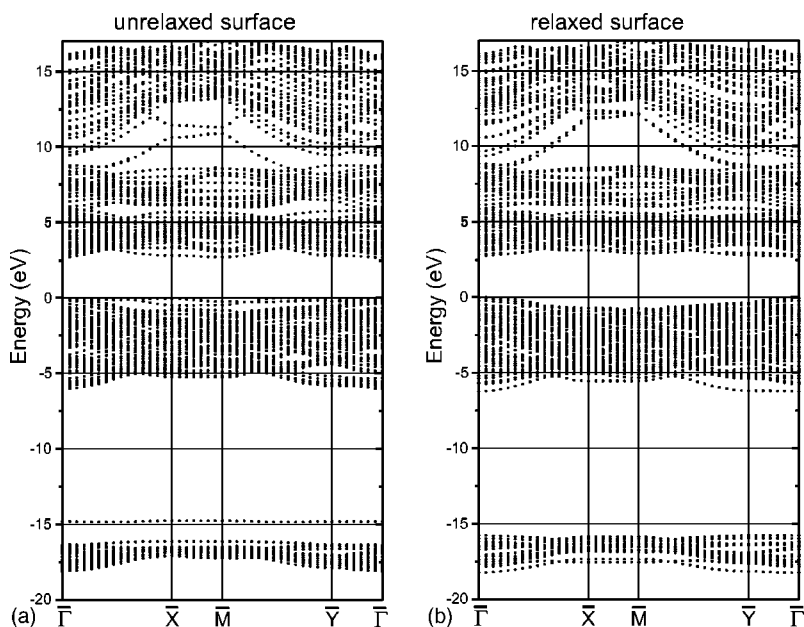 unrelaxed surface
relaxed surface
15
10
5
0
-5
-10
-15
-20
Energy (eV)
(a)
Γ̅ X̅ M̅ Y̅ Γ̅
15
10
5
0
-5
-10
-15
-20
Energy (eV)
(b)
Γ̅ X̅ M̅ Y̅ Γ̅